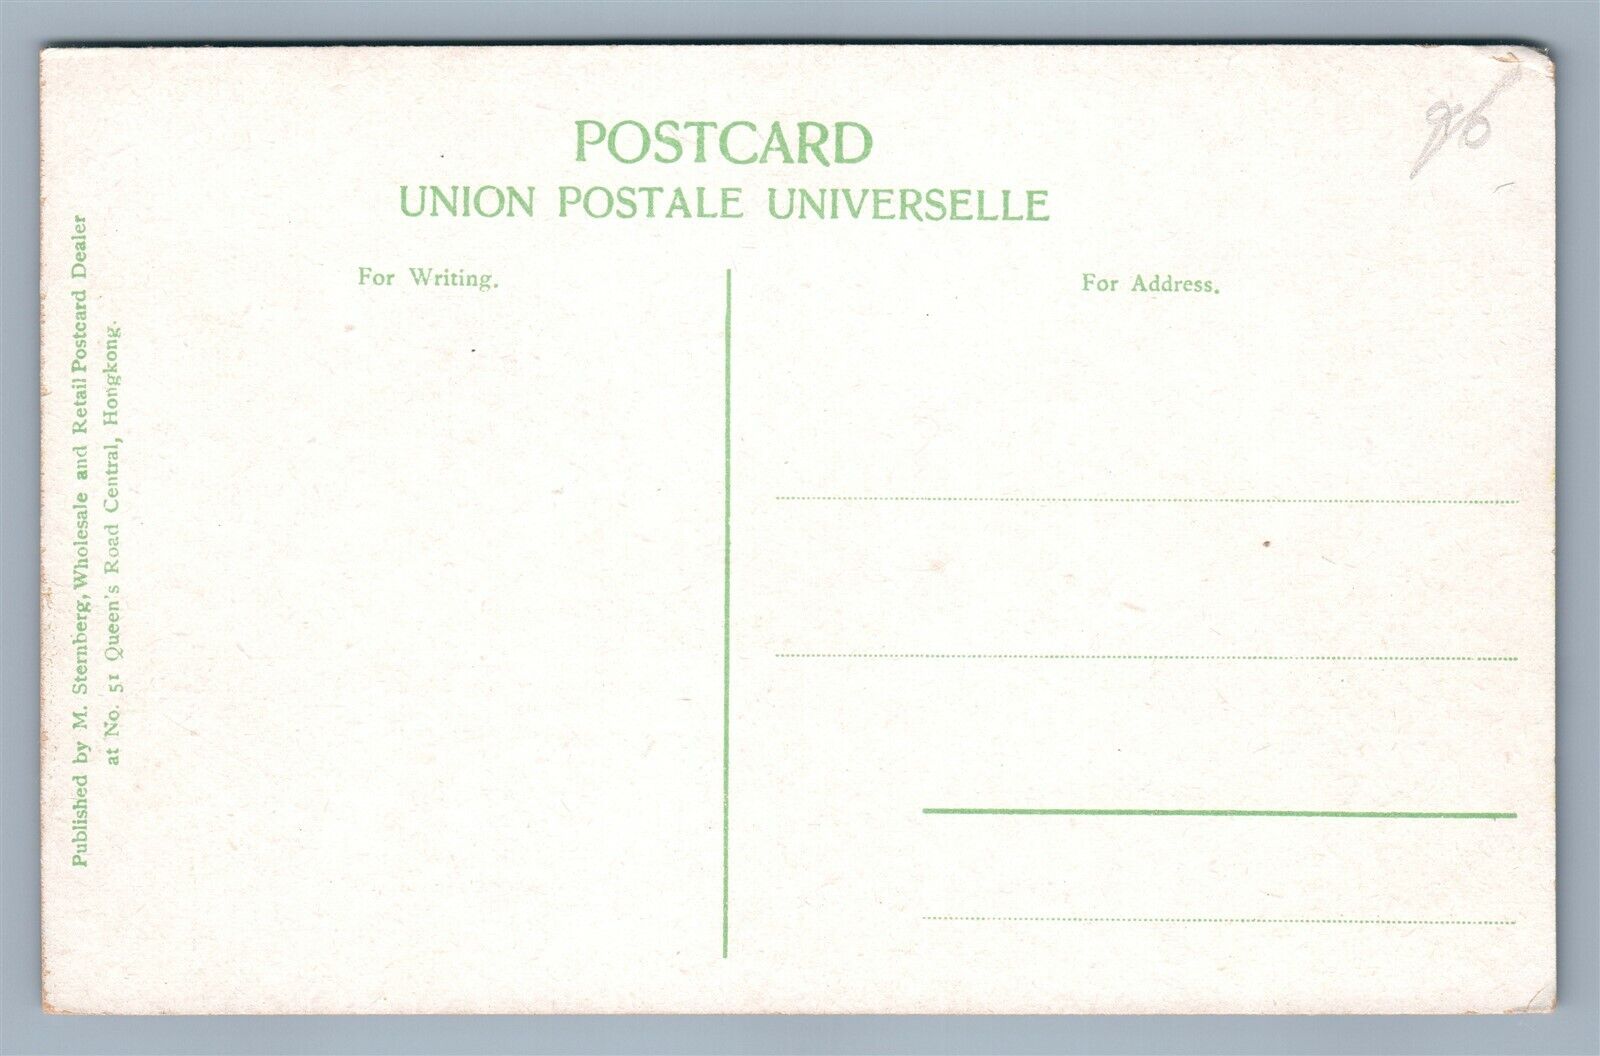 POSTCARD
UNION POSTALE UNIVERSELLE
For Writing.
For Address.
Published by M. Sternberg, Wholesale and Retail Postcard Dealer
at No. 51 Queen's Road Central, Hongkong.